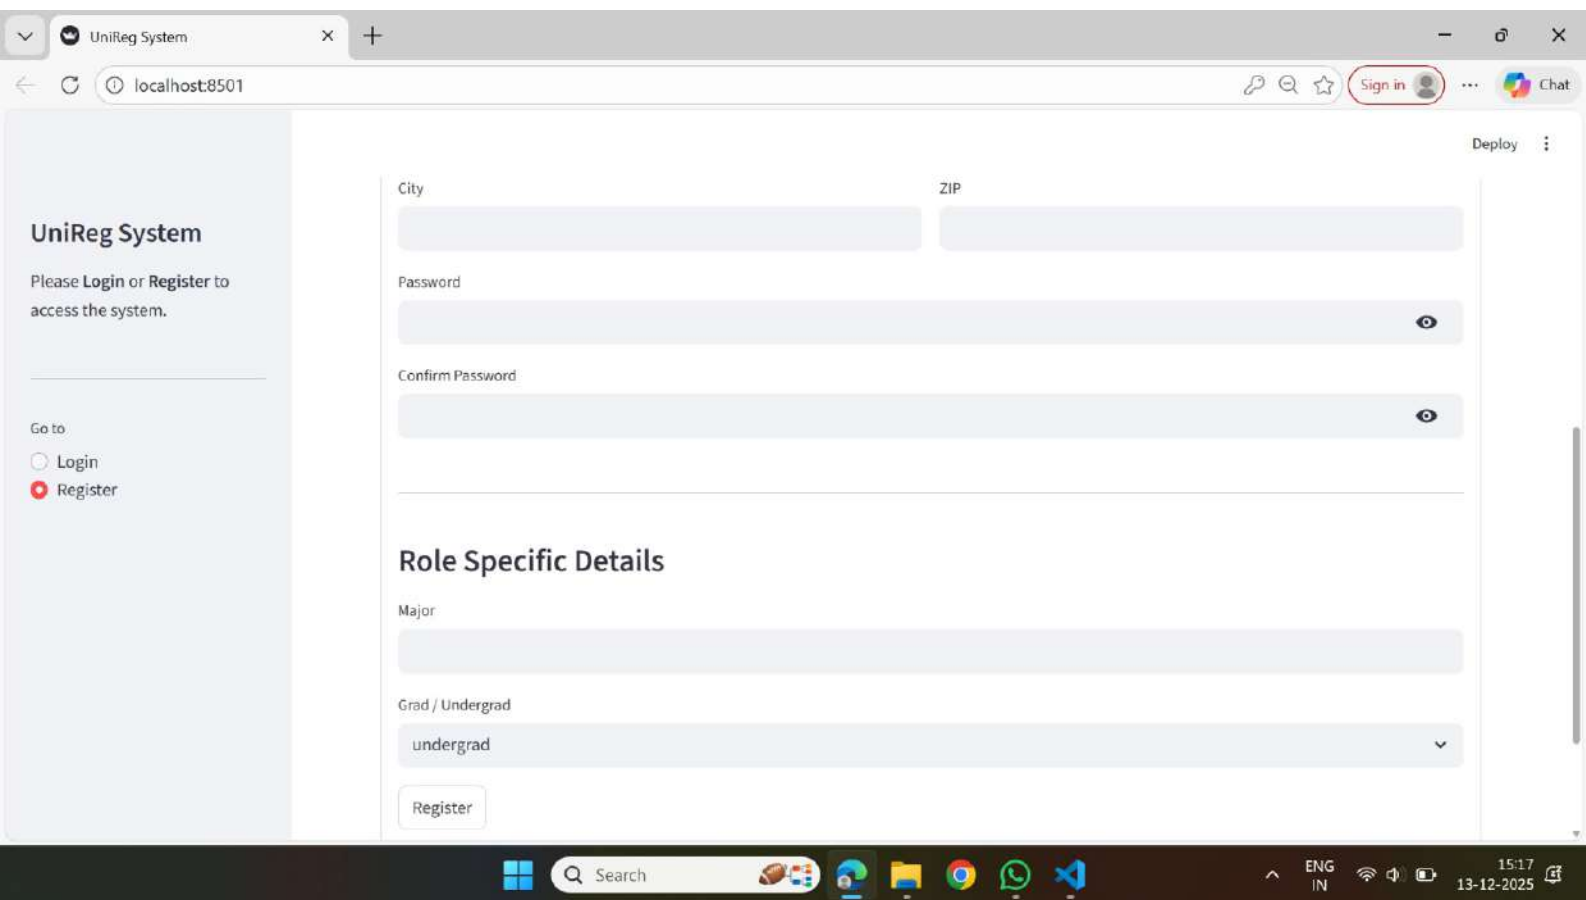 UniReg System
localhost:8501
Sign in
Chat
Deploy
UniReg System
Please Login or Register to
access the system.
Go to
Login
Register
City
ZIP
Password
Confirm Password
Role Specific Details
Major
Grad / Undergrad
undergrad
Register
Search
ENG
IN
15:17
13-12-2025